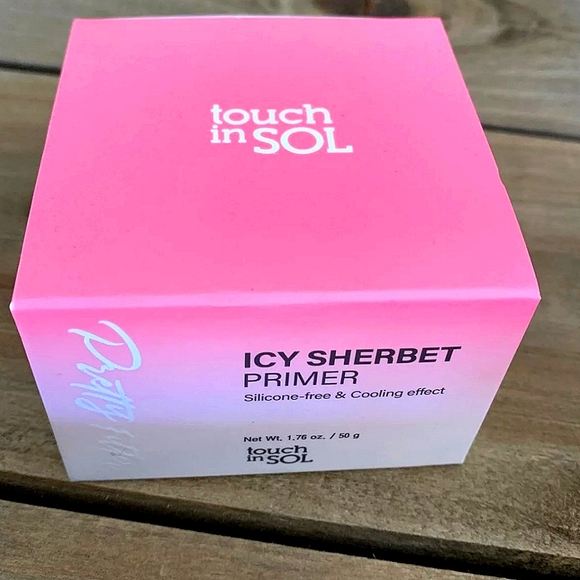 touch
in SOL
Pretty
ICY SHERBET
PRIMER
Silicone-free & Cooling effect
Net Wt. 1.76 oz. / 50 g
touch
in SOL